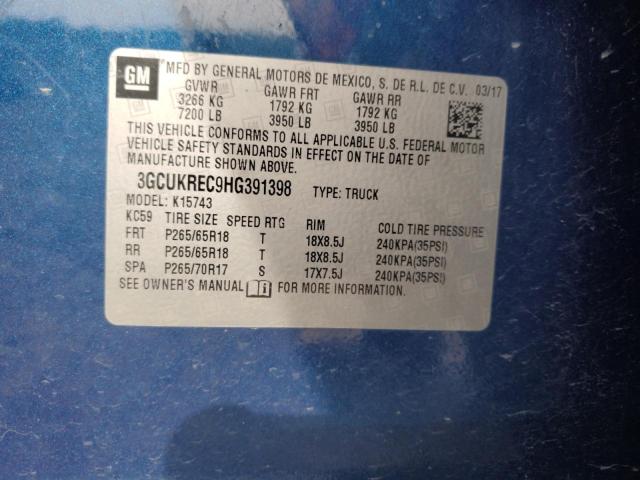 GM
MFD BY GENERAL MOTORS DE MEXICO, S. DE R.L. DE C.V. 03/17
GVWR GAWR FRT GAWR RR
3266 KG 1792 KG 1792 KG
7200 LB 3950 LB 3950 LB
THIS VEHICLE CONFORMS TO ALL APPLICABLE U.S. FEDERAL MOTOR
VEHICLE SAFETY STANDARDS IN EFFECT ON THE DATE OF
MANUFACTURE SHOWN ABOVE.
3GCUKREC9HG391398 TYPE: TRUCK
MODEL: K15743
KC59 TIRE SIZE SPEED RTG RIM COLD TIRE PRESSURE
FRT P265/65R18 T 18X8.5J 240KPA(35PSI)
RR P265/65R18 T 18X8.5J 240KPA(35PSI)
SPA P265/70R17 S 17X7.5J 240KPA(35PSI)
SEE OWNER'S MANUAL FOR MORE INFORMATION.